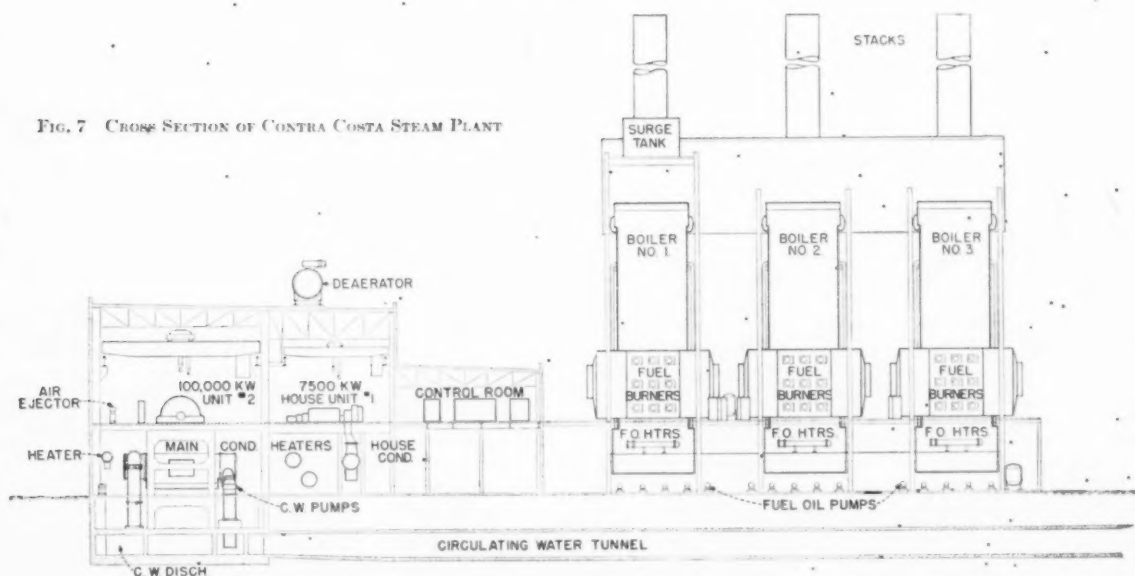 FIG. 7 CROSS SECTION OF CONTRA COSTA STEAM PLANT
STACKS
SURGE
TANK
BOILER
NO. 1
BOILER
NO. 2
BOILER
NO. 3
DEAERATOR
AIR
EJECTOR
100,000 KW
UNIT #2
7500 KW
HOUSE UNIT #1
CONTROL ROOM
FUEL
BURNERS
FUEL
BURNERS
FUEL
BURNERS
HEATER
MAIN COND.
HEATERS
HOUSE
COND.
F.O. HTRS
F.O. HTRS
F.O. HTRS
C.W. PUMPS
FUEL OIL PUMPS
CIRCULATING WATER TUNNEL
C.W. DISCH